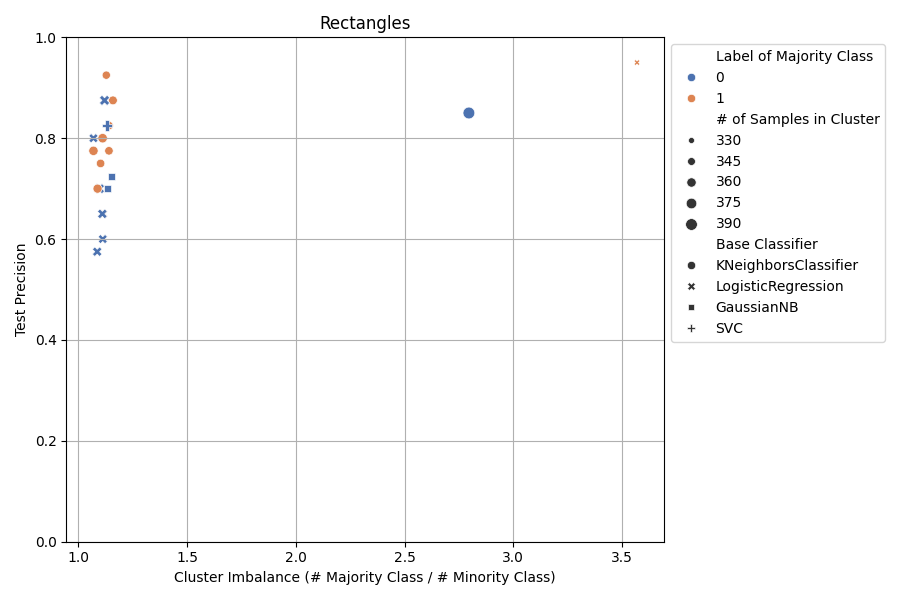 Rectangles
Test Precision
1.0
0.8
0.6
0.4
0.2
0.0
1.0 1.5 2.0 2.5 3.0 3.5
Cluster Imbalance (# Majority Class / # Minority Class)
Label of Majority Class
0
1
# of Samples in Cluster
330
345
360
375
390
Base Classifier
KNeighborsClassifier
LogisticRegression
GaussianNB
SVC